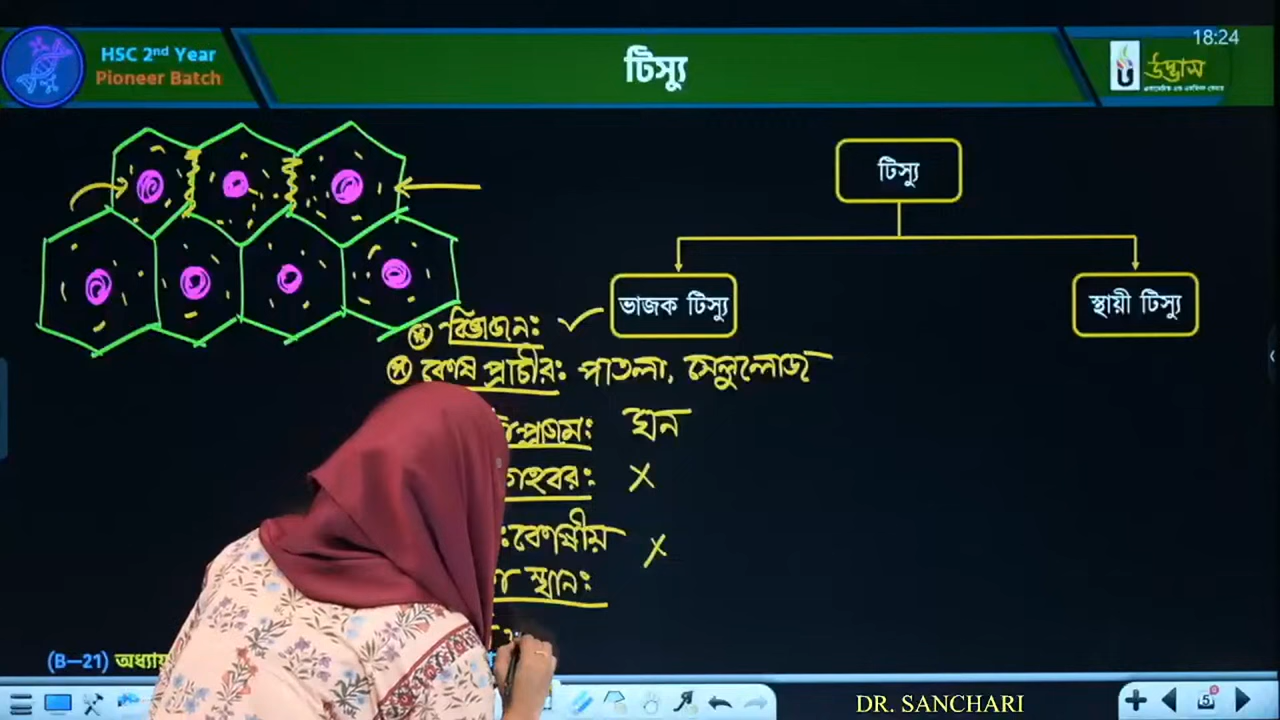 HSC 2nd Year
Pioneer Batch
টিস্যু
18:24
উদ্ভাস
টিস্যু
ভাজক টিস্যু
স্থায়ী টিস্যু
বিভাজন:
কোষ প্রাচীর: পাতলা, সেলুলোজ
ঘন
গহবর: X
কোষীয় X
স্থান:
(B–21) অধ্যায়
DR. SANCHARI